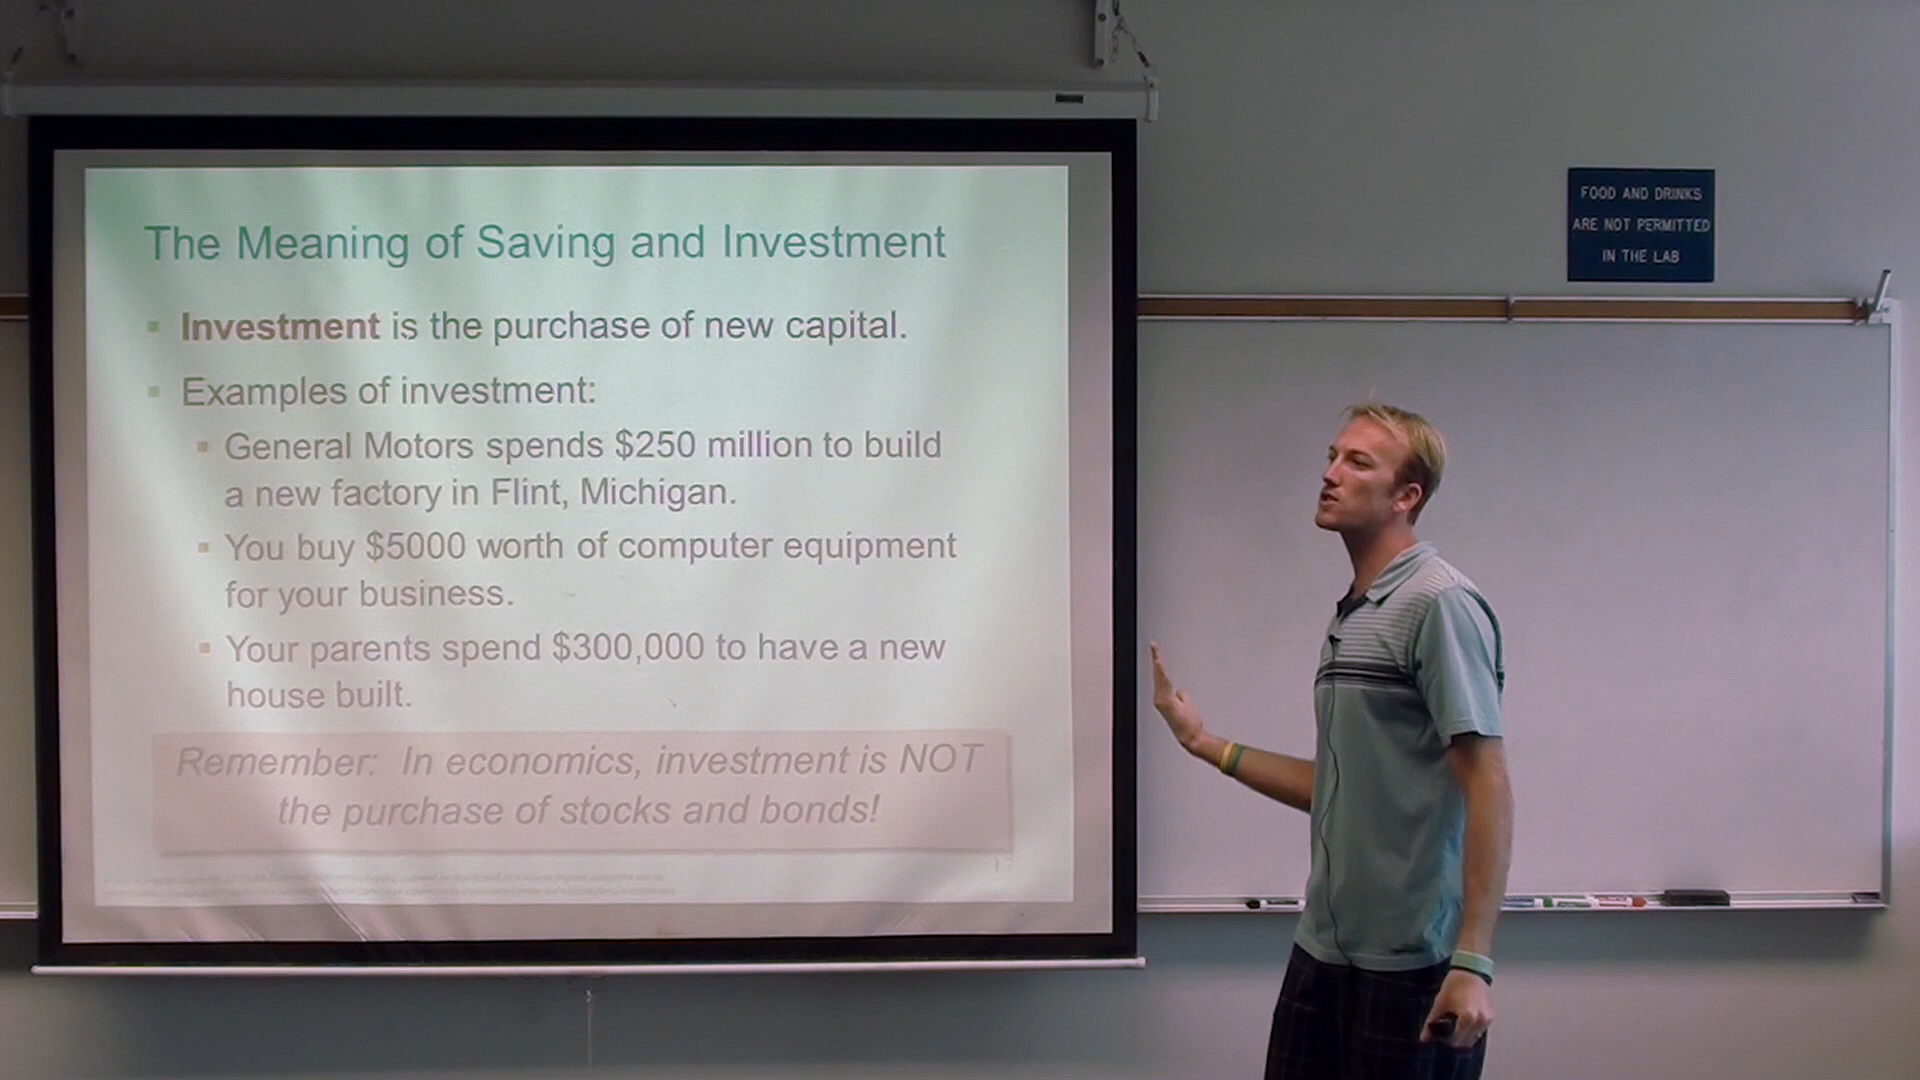 The Meaning of Saving and Investment
Investment is the purchase of new capital.
Examples of investment:
General Motors spends $250 million to build
a new factory in Flint, Michigan.
You buy $5000 worth of computer equipment
for your business.
Your parents spend $300,000 to have a new
house built.
Remember: In economics, investment is NOT
the purchase of stocks and bonds!
FOOD AND DRINKS
ARE NOT PERMITTED
IN THE LAB